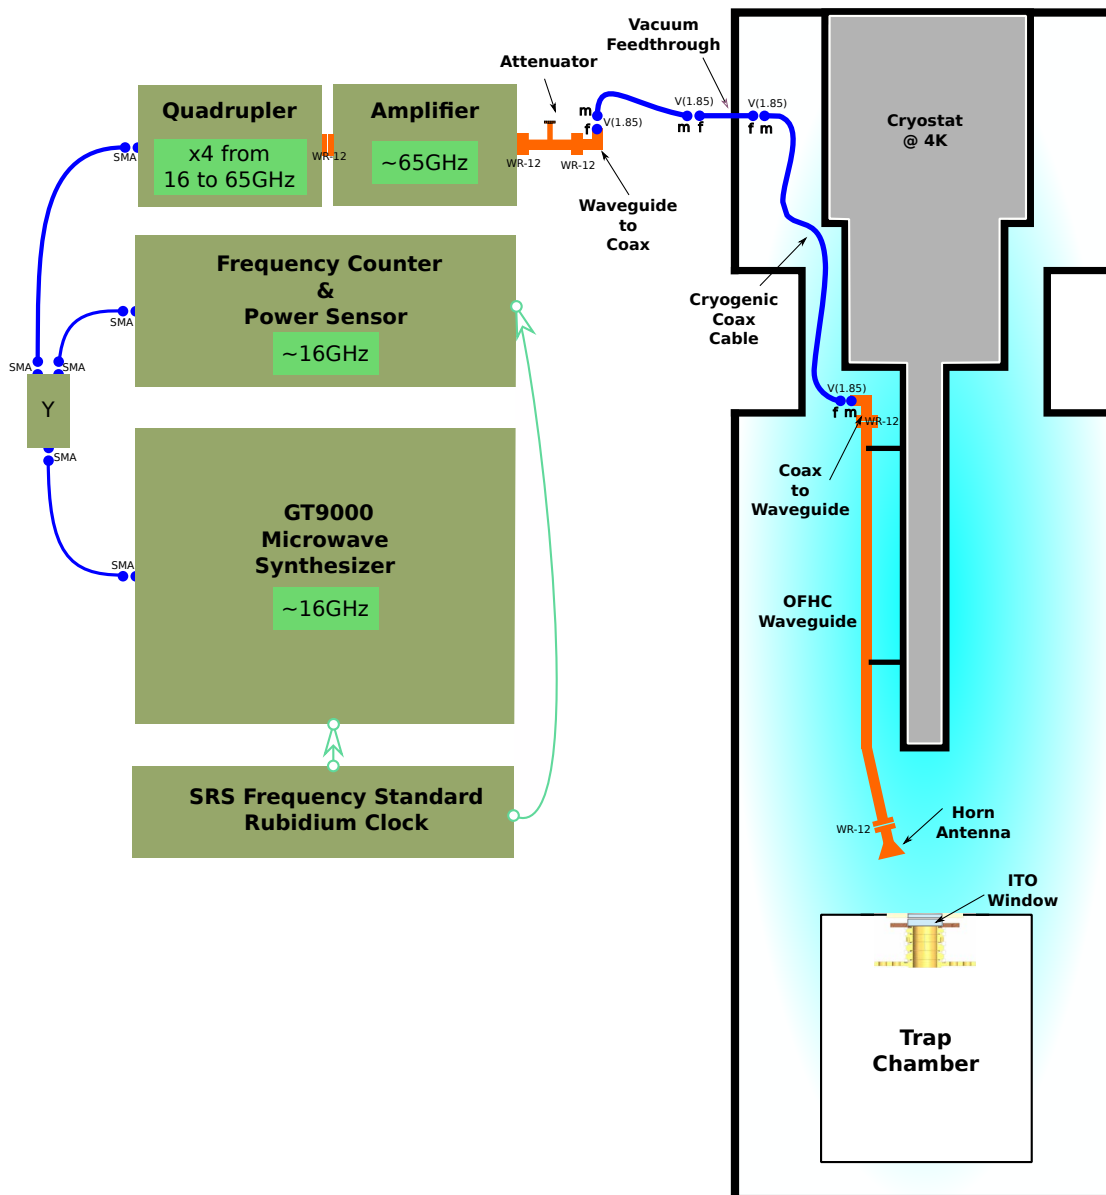 Vacuum
Feedthrough
Attenuator
Quadrupler
x4 from
16 to 65GHz
SMA
WR-12
Amplifier
~65GHz
WR-12
WR-12
m
f
V(1.85)
V(1.85)
m f
V(1.85)
f m
Waveguide
to
Coax
Cryostat
@ 4K
Frequency Counter
&
Power Sensor
~16GHz
SMA
Cryogenic
Coax
Cable
SMA
SMA
Y
SMA
V(1.85)
f m
WR-12
Coax
to
Waveguide
GT9000
Microwave
Synthesizer
~16GHz
SMA
OFHC
Waveguide
SRS Frequency Standard
Rubidium Clock
WR-12
Horn
Antenna
ITO
Window
Trap
Chamber